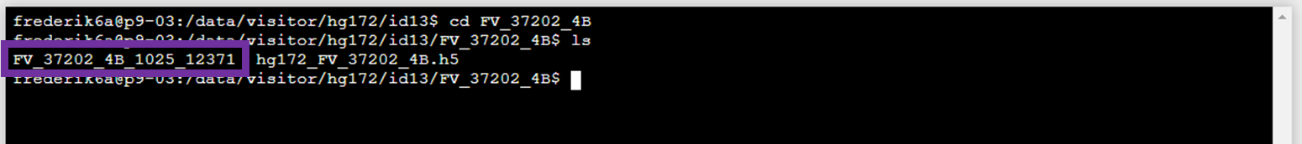 frederik6a@p9-03:/data/visitor/hg172/id13$ cd FV_37202_4B
frederik6a@p9-03:/data/visitor/hg172/id13/FV_37202_4B$ ls
FV_37202_4B_1025_12371 hg172_FV_37202_4B.h5
frederik6a@p9-03:/data/visitor/hg172/id13/FV_37202_4B$